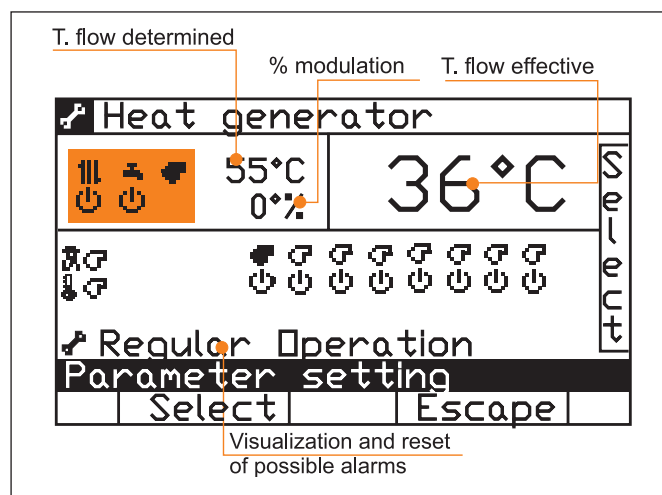 T. flow determined
% modulation
T. flow effective
Heat generator
55°C
0°%
36°C
Select
Regular Operation
Parameter setting
Select Escape
Visualization and reset
of possible alarms